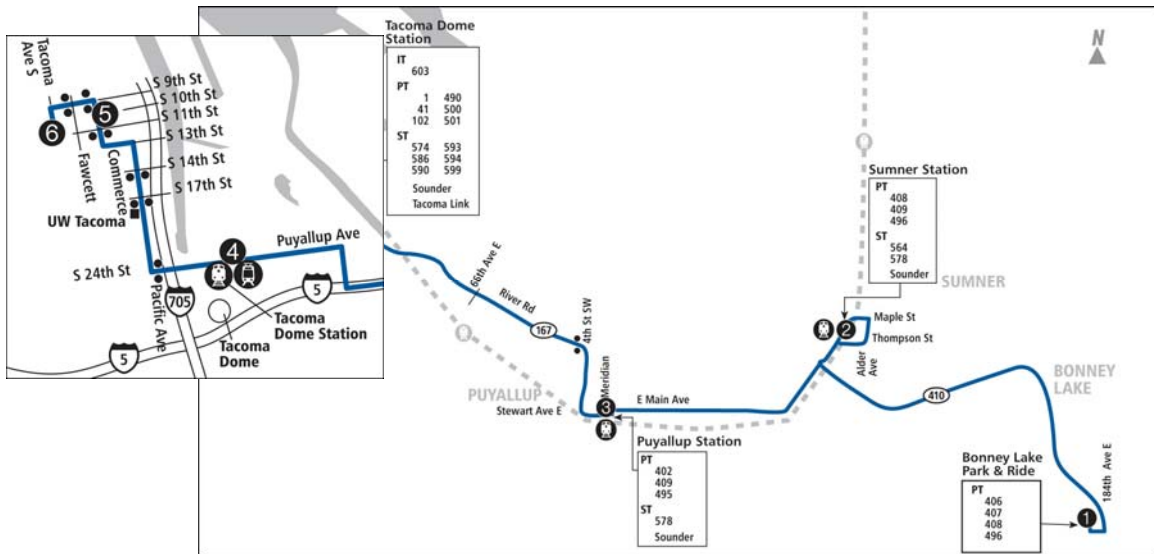 Tacoma
Ave S
S 9th St
S 10th St
S 11th St
S 13th St
S 14th St
S 17th St
5
6
Fawcett
Commerce
UW Tacoma
4
Puyallup Ave
S 24th St
Pacific Ave
705
5
Tacoma
Dome Station
Tacoma
Dome
5
Tacoma Dome
Station
IT
603
PT
1 490
41 500
102 501
ST
574 593
586 594
590 599
Sounder
Tacoma Link
N
Sumner Station
PT
408
409
496
ST
564
578
Sounder
SUMNER
66th Ave E
River Rd
167
4th St SW
2
Maple St
Thompson St
Alder
Ave
PUYALLUP
Stewart Ave E
Meridian
3
E Main Ave
410
BONNEY
LAKE
Puyallup Station
PT
402
409
495
ST
578
Sounder
Bonney Lake
Park & Ride
PT
406
407
408
496
1
184th Ave E